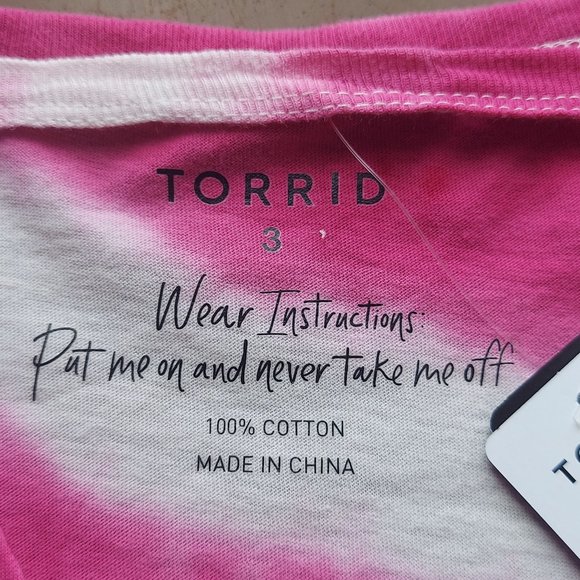 TORRID
3
Wear Instructions:
Put me on and never take me off
100% COTTON
MADE IN CHINA